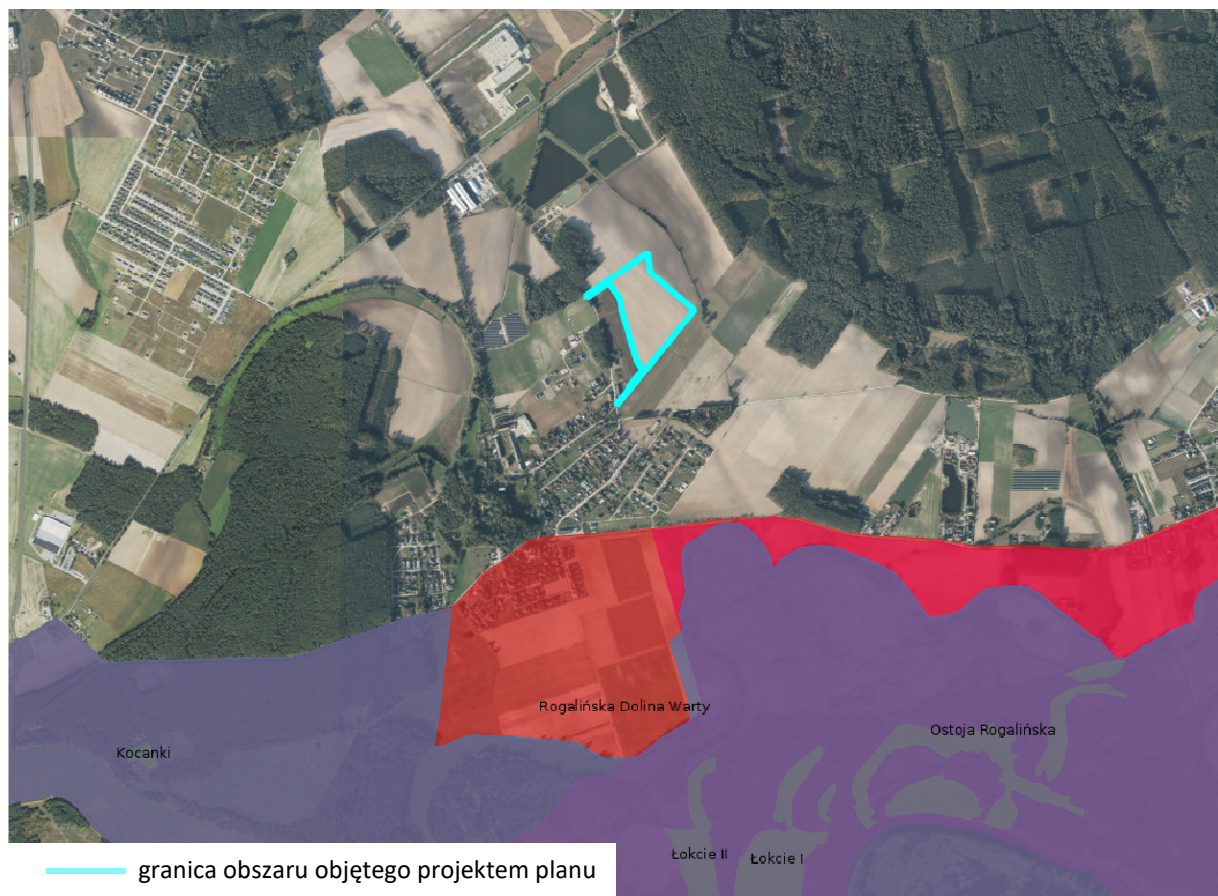 Rogalińska Dolina Warty
Ostoja Rogalińska
Kocanki
Łokcie II
Łokcie I
granica obszaru objętego projektem planu